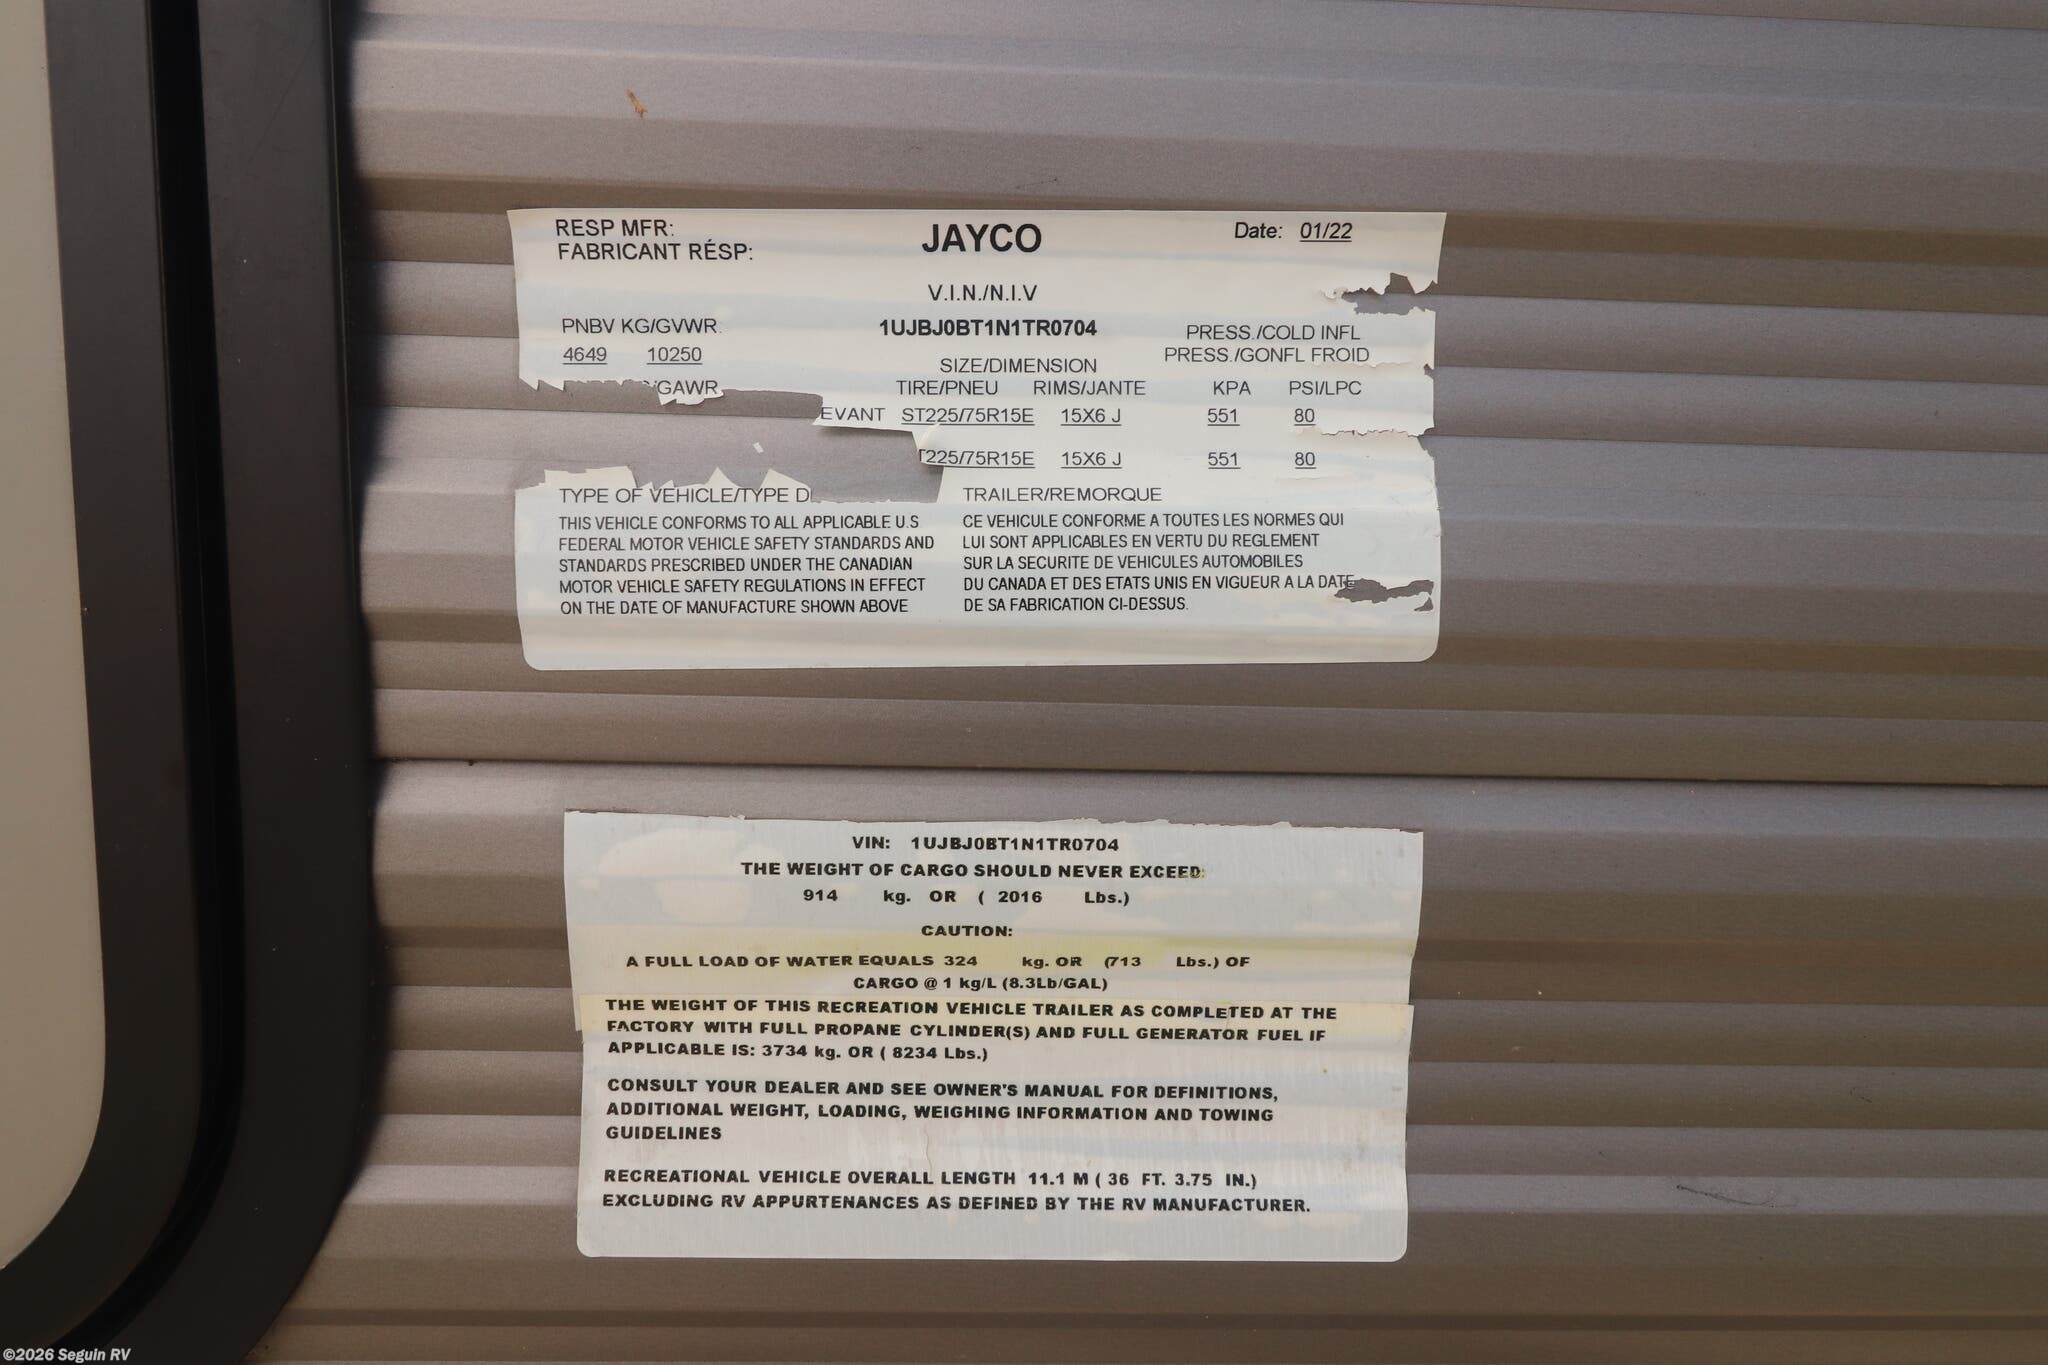 RESP MFR: JAYCO Date: 01/22
FABRICANT RÉSP:
V.I.N./N.I.V
PNBV KG/GVWR: 1UJBJ0BT1N1TR0704 PRESS./COLD INFL
4649 10250 SIZE/DIMENSION PRESS./GONFL FROID
/GAWR TIRE/PNEU RIMS/JANTE KPA PSI/LPC
EVANT ST225/75R15E 15X6 J 551 80
T225/75R15E 15X6 J 551 80
TYPE OF VEHICLE/TYPE D TRAILER/REMORQUE
THIS VEHICLE CONFORMS TO ALL APPLICABLE U.S
FEDERAL MOTOR VEHICLE SAFETY STANDARDS AND
STANDARDS PRESCRIBED UNDER THE CANADIAN
MOTOR VEHICLE SAFETY REGULATIONS IN EFFECT
ON THE DATE OF MANUFACTURE SHOWN ABOVE
CE VEHICULE CONFORME A TOUTES LES NORMES QUI
LUI SONT APPLICABLES EN VERTU DU REGLEMENT
SUR LA SECURITE DE VEHICULES AUTOMOBILES
DU CANADA ET DES ETATS UNIS EN VIGUEUR A LA DATE
DE SA FABRICATION CI-DESSUS.
VIN: 1UJBJ0BT1N1TR0704
THE WEIGHT OF CARGO SHOULD NEVER EXCEED:
914 kg. OR ( 2016 Lbs.)
CAUTION:
A FULL LOAD OF WATER EQUALS 324 kg. OR (713 Lbs.) OF
CARGO @ 1 kg/L (8.3Lb/GAL)
THE WEIGHT OF THIS RECREATION VEHICLE TRAILER AS COMPLETED AT THE
FACTORY WITH FULL PROPANE CYLINDER(S) AND FULL GENERATOR FUEL IF
APPLICABLE IS: 3734 kg. OR ( 8234 Lbs.)
CONSULT YOUR DEALER AND SEE OWNER'S MANUAL FOR DEFINITIONS,
ADDITIONAL WEIGHT, LOADING, WEIGHING INFORMATION AND TOWING
GUIDELINES
RECREATIONAL VEHICLE OVERALL LENGTH 11.1 M ( 36 FT. 3.75 IN.)
EXCLUDING RV APPURTENANCES AS DEFINED BY THE RV MANUFACTURER.
©2026 Seguin RV